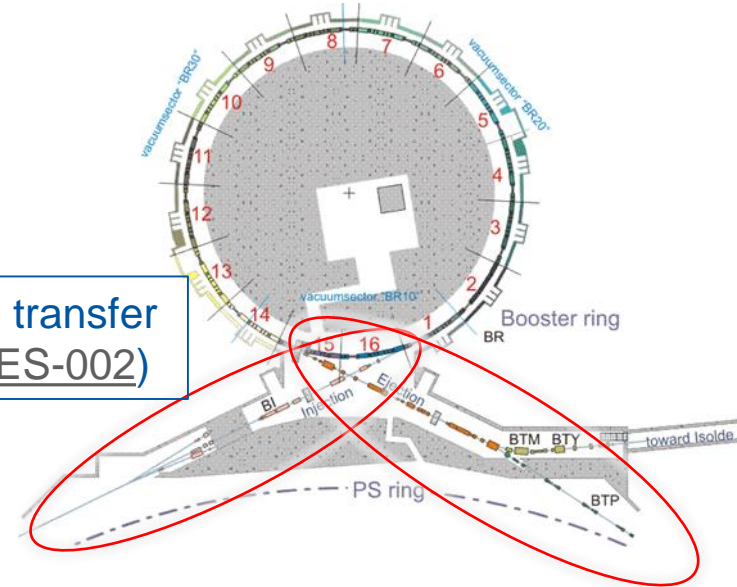 8
7
9
6
vacuumsector "BR30"
vacuumsector "BR20"
10
5
11
4
12
3
13
2
transfer
ES-002)
vacuumsector "BR10"
14
1
Booster ring
BR
15
16
BI
Injection
Ejection
BTM
BTY
toward Isolde
PS ring
BTP